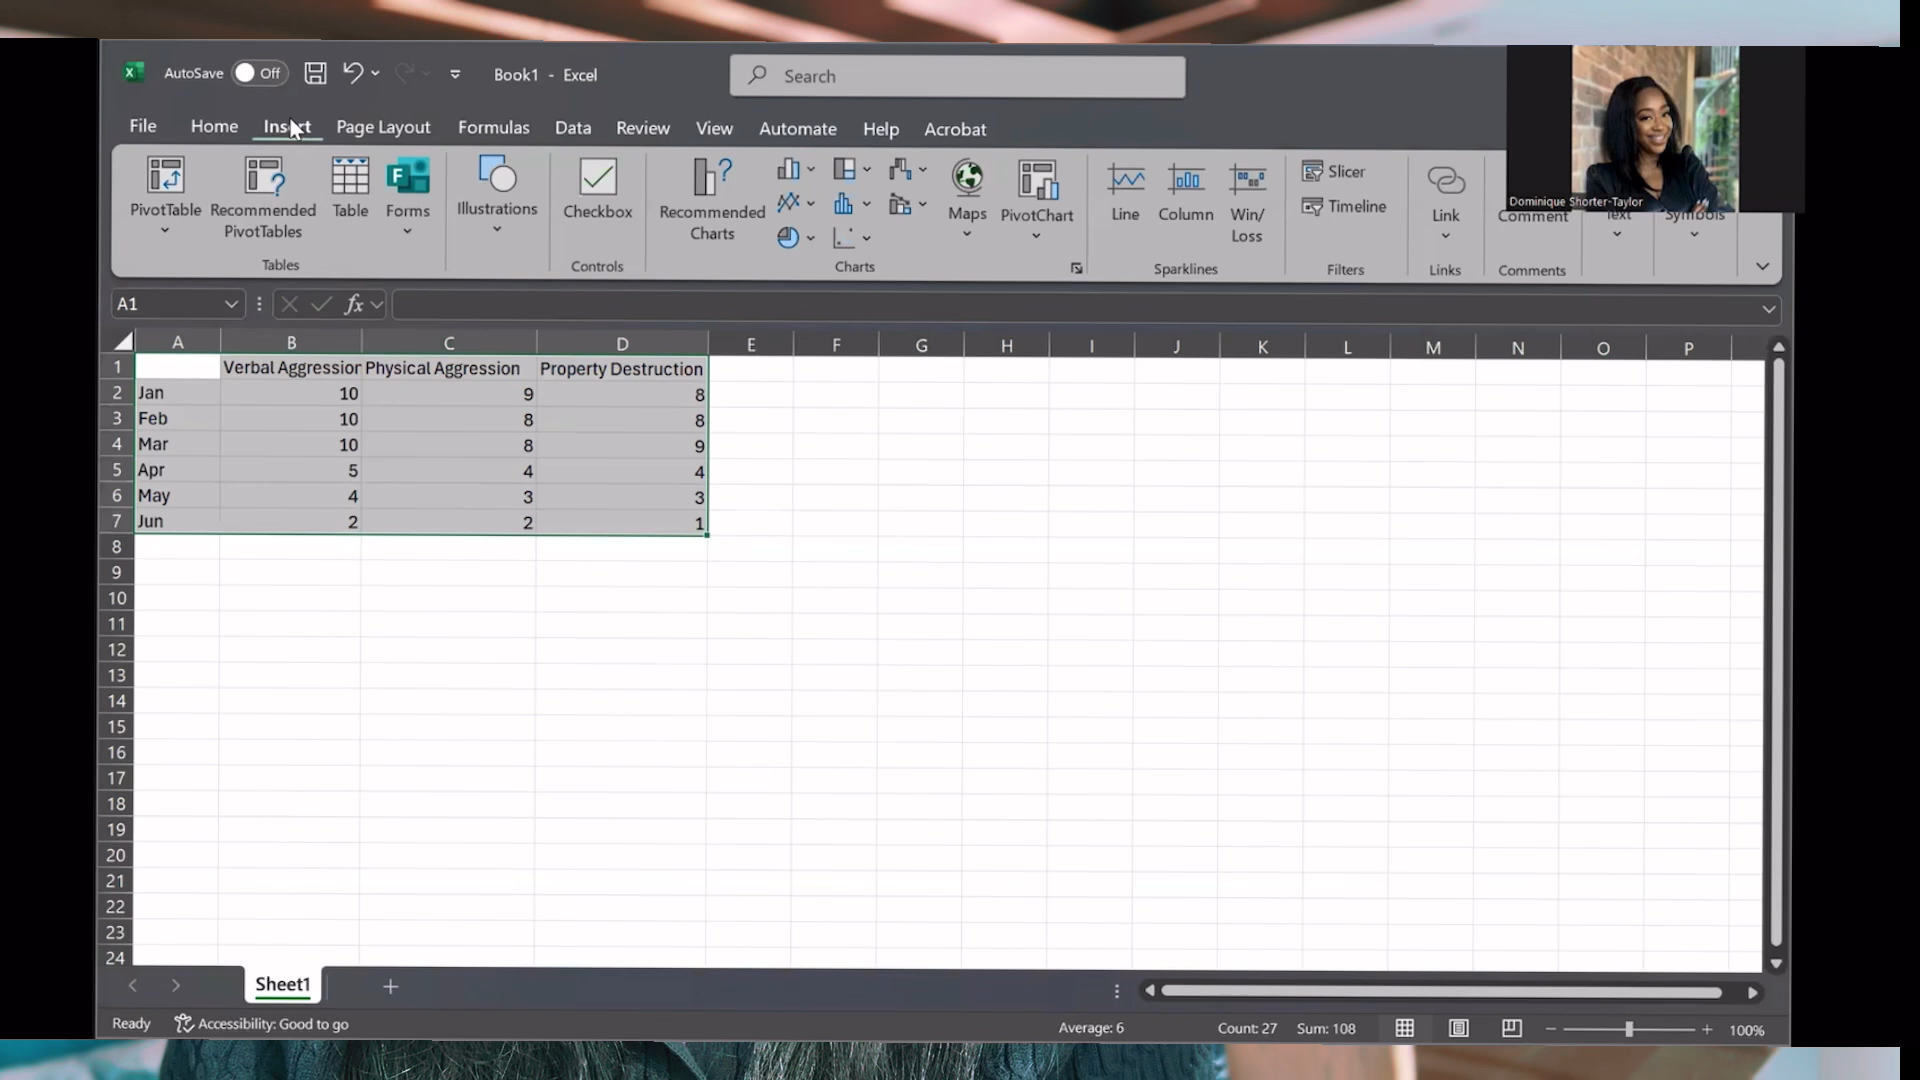 AutoSave Off Book1 - Excel Search
File Home Insert Page Layout Formulas Data Review View Automate Help Acrobat
PivotTable Recommended PivotTables Table Forms Illustrations Checkbox Recommended Charts Maps PivotChart Line Column Win/ Loss Slicer Timeline Link Comment Text Symbols
Dominique Shorter-Taylor
Tables Controls Charts Sparklines Filters Links Comments
A1 fx
A B C D E F G H I J K L M N O P
1 Verbal Aggression Physical Aggression Property Destruction
2 Jan 10 9 8
3 Feb 10 8 8
4 Mar 10 8 9
5 Apr 5 4 4
6 May 4 3 3
7 Jun 2 2 1
8
9
10
11
12
13
14
15
16
17
18
19
20
21
22
23
24
Sheet1
Ready Accessibility: Good to go Average: 6 Count: 27 Sum: 108 100%